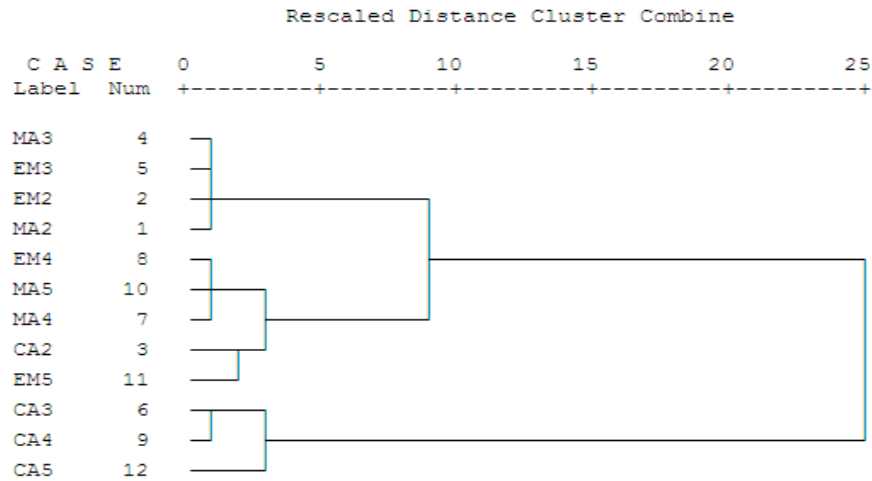 Rescaled Distance Cluster Combine
C A S E 0 5 10 15 20 25
Label Num +---------+---------+---------+---------+---------+
MA3 4
EM3 5
EM2 2
MA2 1
EM4 8
MA5 10
MA4 7
CA2 3
EM5 11
CA3 6
CA4 9
CA5 12